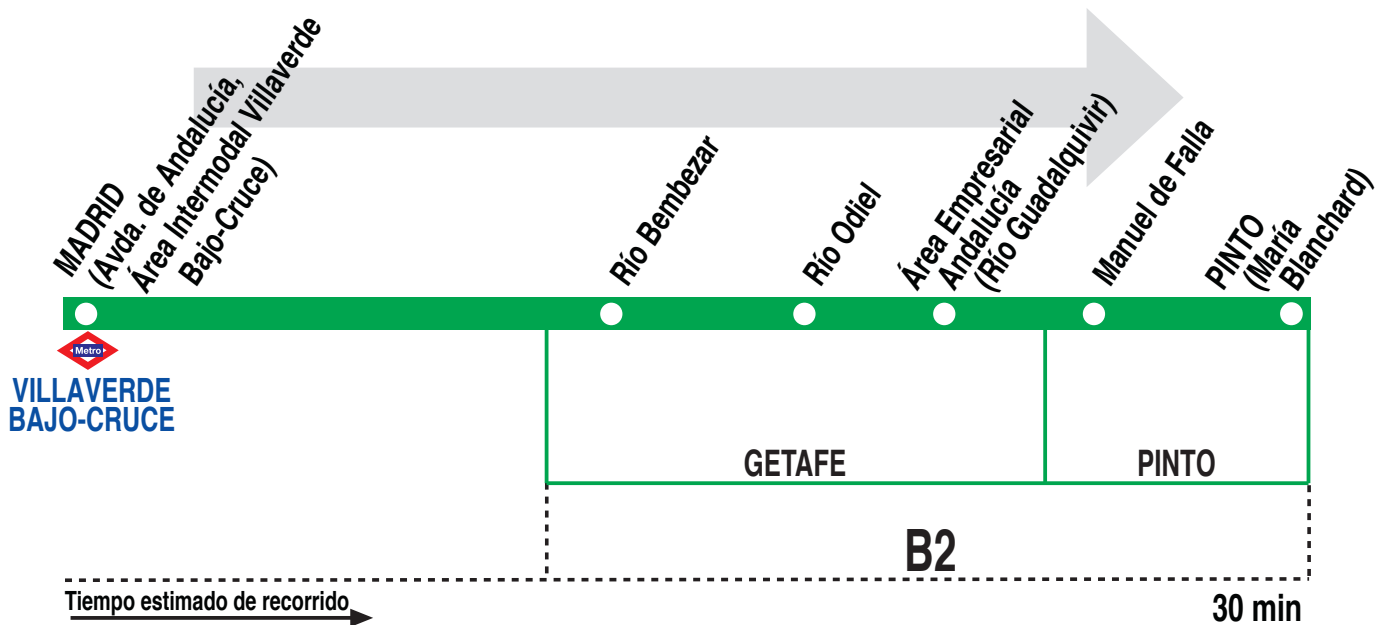 MADRID
(Avda. de Andalucía,
Área Intermodal Villaverde
Bajo-Cruce)
Río Bembezar
Río Odiel
Área Empresarial
Andalucía
(Río Guadalquivir)
Manuel de Falla
PINTO
(María
Blanchard)
Metro
VILLAVERDE
BAJO-CRUCE
GETAFE
PINTO
B2
Tiempo estimado de recorrido
30 min